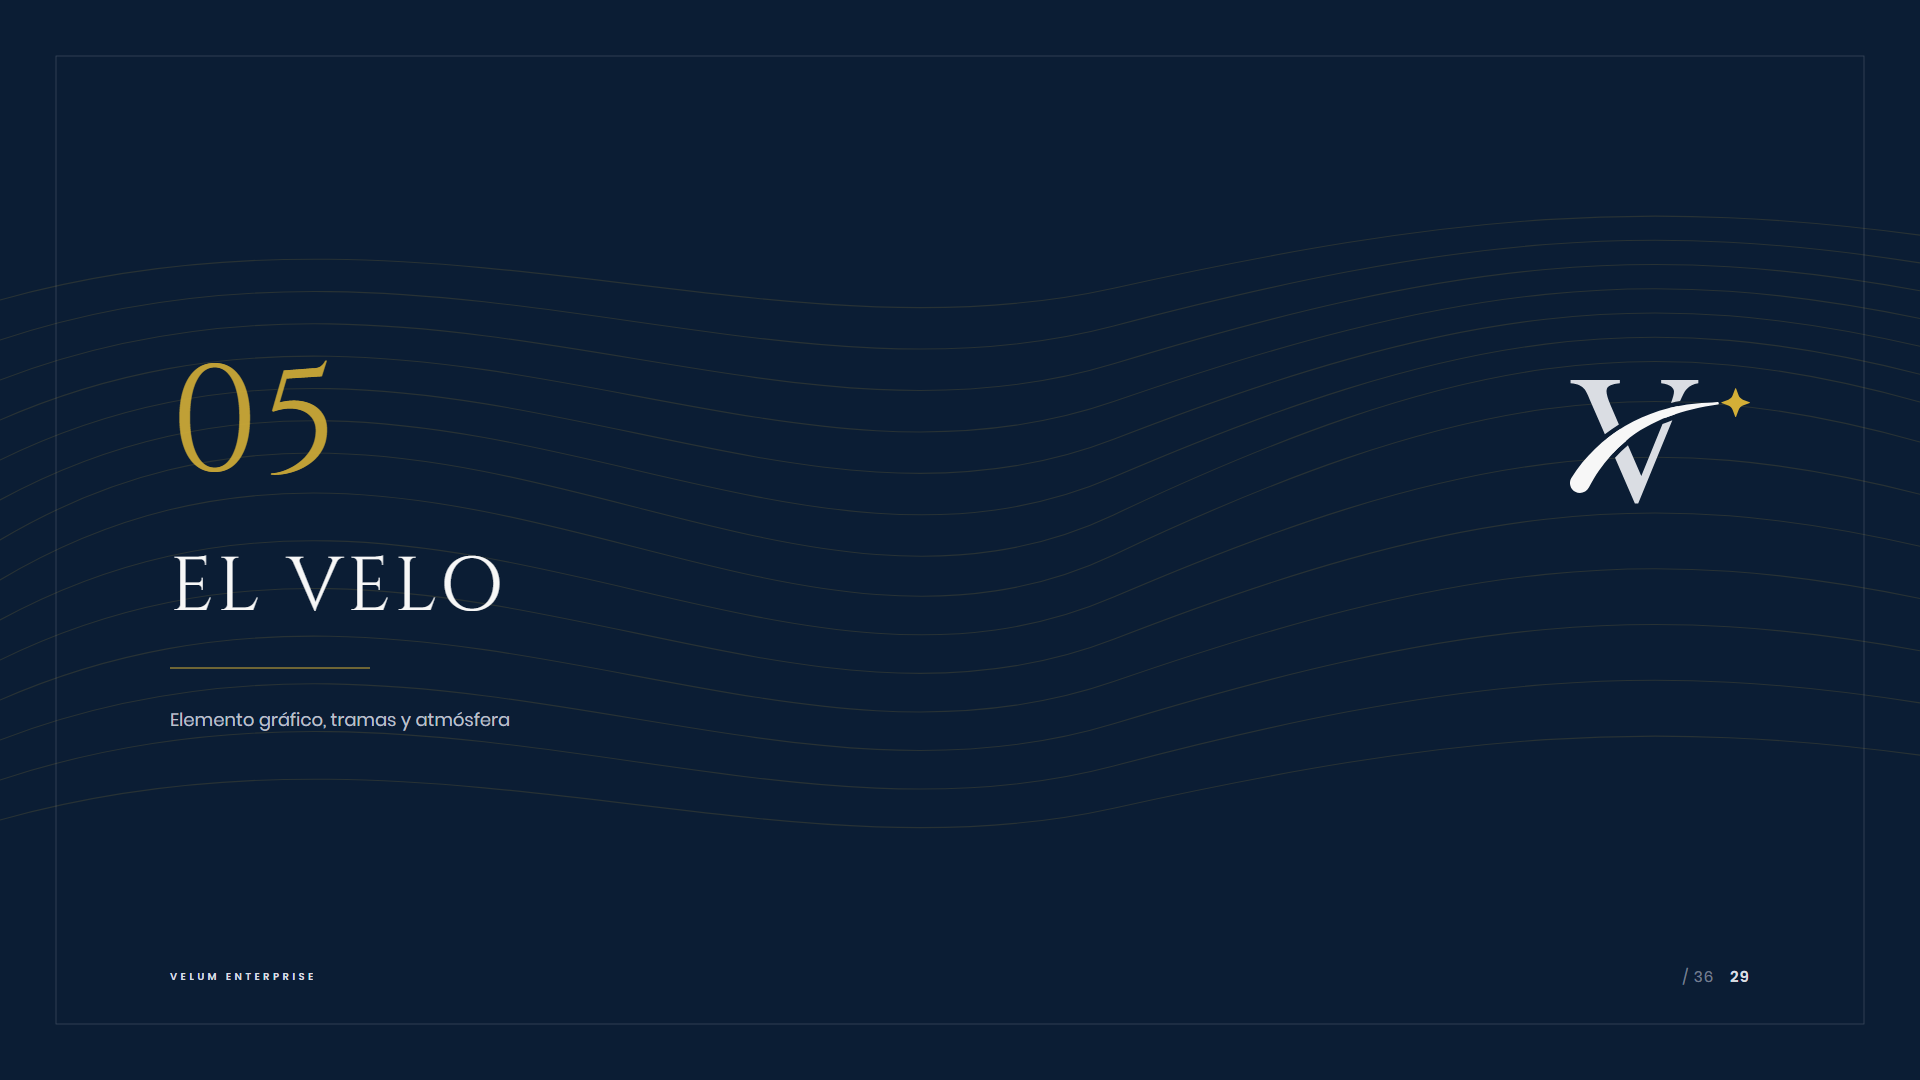 05
EL VELO
Elemento gráfico, tramas y atmósfera
V
VELUM ENTERPRISE
/ 36 29